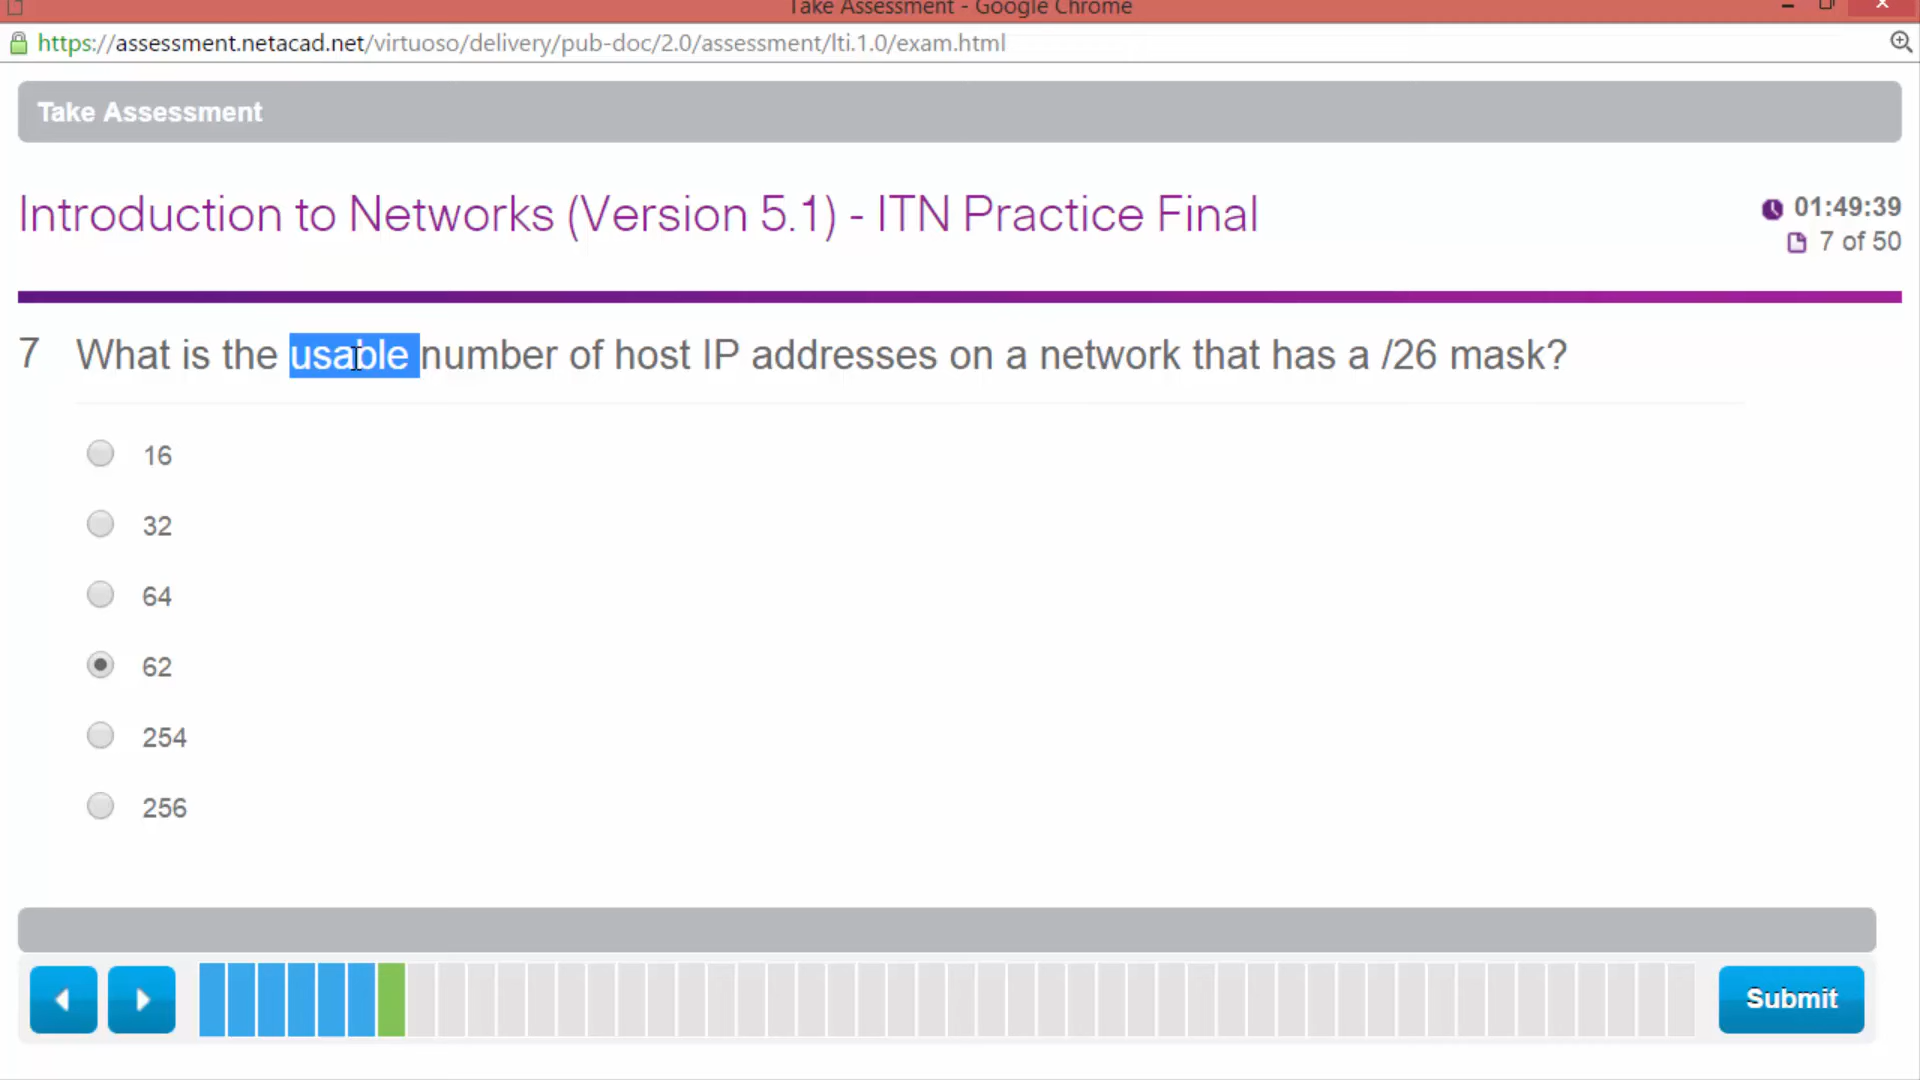 Take Assessment - Google Chrome
https://assessment.netacad.net/virtuoso/delivery/pub-doc/2.0/assessment/lti.1.0/exam.html
Take Assessment
Introduction to Networks (Version 5.1) - ITN Practice Final
01:49:39
7 of 50
7 What is the usable number of host IP addresses on a network that has a /26 mask?
16
32
64
62
254
256
Submit